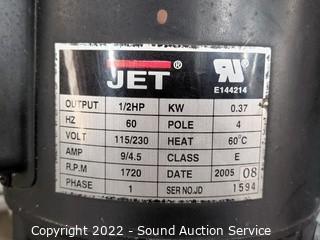 JET ®
E144214
OUTPUT 1/2HP KW 0.37
HZ 60 POLE 4
VOLT 115/230 HEAT 60°C
AMP 9/4.5 CLASS E
R.P.M 1720 DATE 2005 08
PHASE 1 SER NO.JD 1594
Copyright 2022 - Sound Auction Service